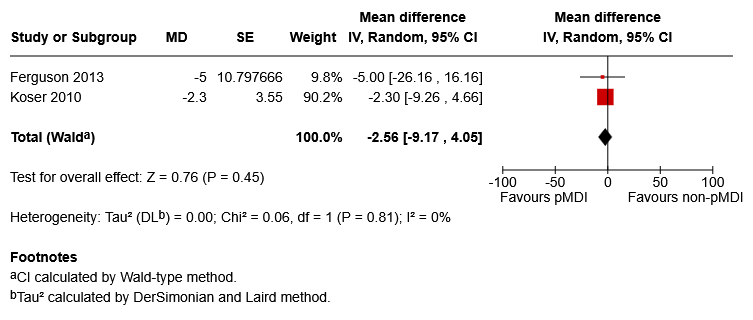 Mean difference Mean difference
Study or Subgroup MD SE Weight IV, Random, 95% CI IV, Random, 95% CI
Ferguson 2013 -5 10.797666 9.8% -5.00 [-26.16 , 16.16]
Koser 2010 -2.3 3.55 90.2% -2.30 [-9.26 , 4.66]
Total (Waldᵃ) 100.0% -2.56 [-9.17 , 4.05]
Test for overall effect: Z = 0.76 (P = 0.45)
-100 -50 0 50 100
Favours pMDI Favours non-pMDI
Heterogeneity: Tau² (DLᵇ) = 0.00; Chi² = 0.06, df = 1 (P = 0.81); I² = 0%
Footnotes
ᵃCI calculated by Wald-type method.
ᵇTau² calculated by DerSimonian and Laird method.